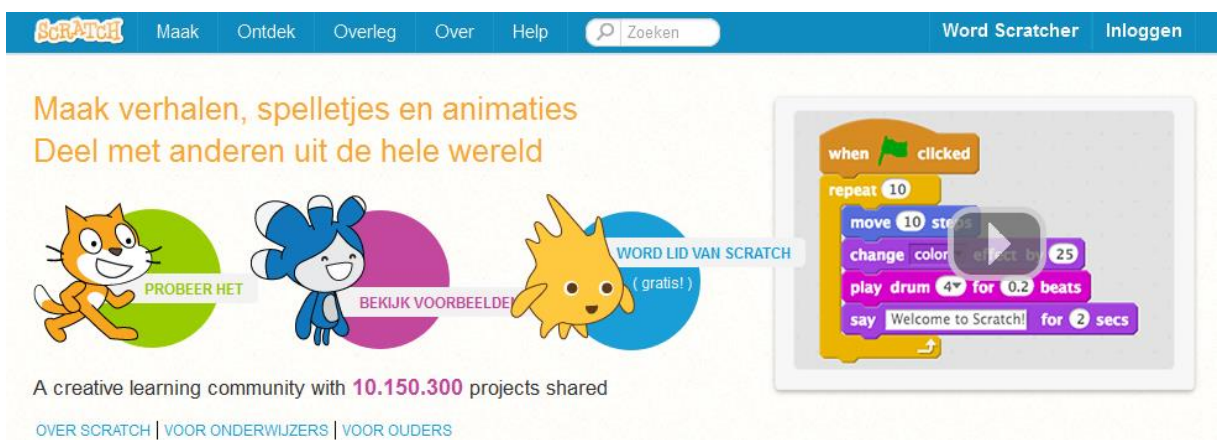 SCRATCH Maak Ontdek Overleg Over Help Zoeken Word Scratcher Inloggen
Maak verhalen, spelletjes en animaties
Deel met anderen uit de hele wereld
PROBEER HET
BEKIJK VOORBEELDEN
WORD LID VAN SCRATCH
( gratis! )
A creative learning community with 10.150.300 projects shared
OVER SCRATCH | VOOR ONDERWIJZERS | VOOR OUDERS
when clicked
repeat 10
move 10 steps
change color effect by 25
play drum 4 for 0.2 beats
say Welcome to Scratch! for 2 secs